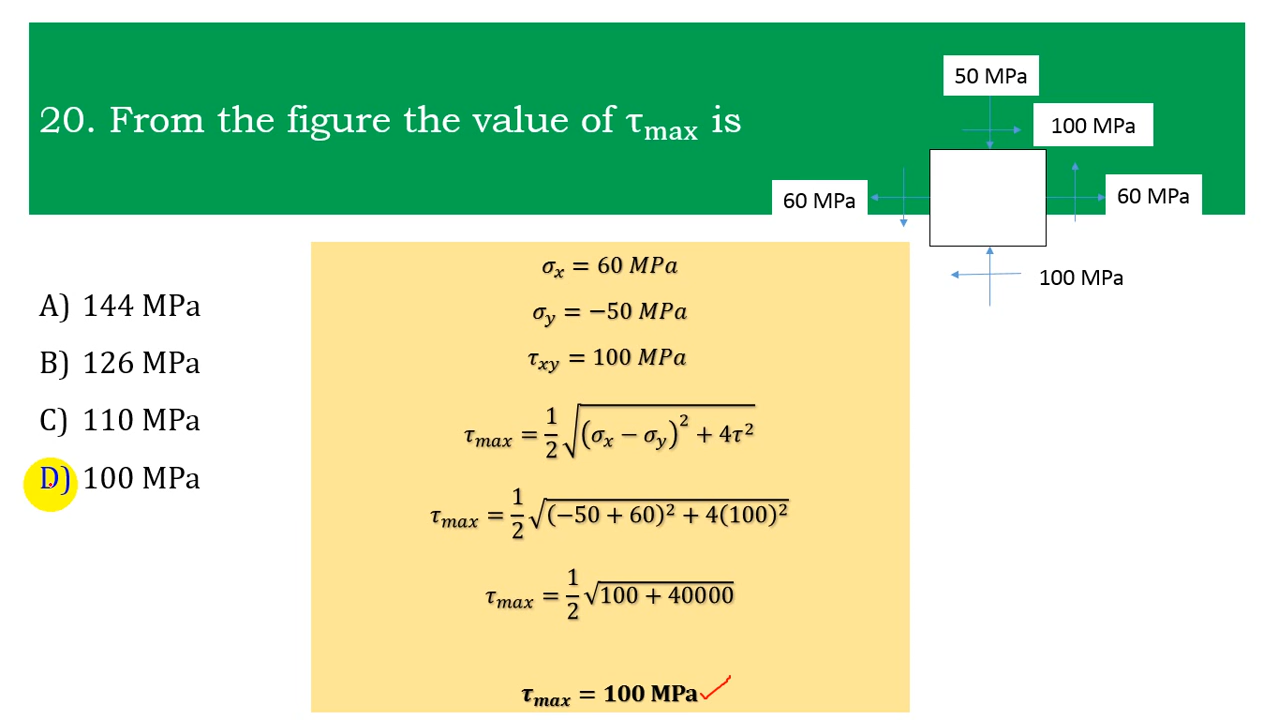 20. From the figure the value of τmax is
50 MPa
100 MPa
60 MPa
60 MPa
100 MPa
A) 144 MPa
B) 126 MPa
C) 110 MPa
D) 100 MPa
σx = 60 MPa
σy = −50 MPa
τxy = 100 MPa
τmax = 1/2 √((σx − σy)² + 4τ²)
τmax = 1/2 √((−50 + 60)² + 4(100)²)
τmax = 1/2 √(100 + 40000)
τmax = 100 MPa